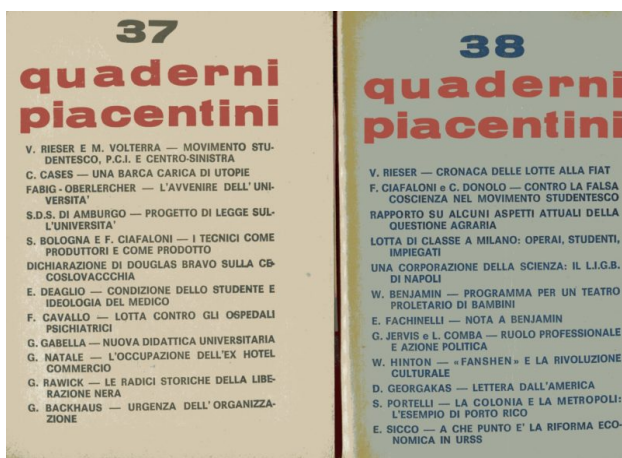 37
quaderni
piacentini
V. RIESER E M. VOLTERRA — MOVIMENTO STU-
DENTESCO, P.C.I. E CENTRO-SINISTRA
C. CASES - UNA BARCA CARICA DI UTOPIE
FABIG - OBERLERCHER — L'AVVENIRE DELL' UNI-
VERSITA'
S.D.S. DI AMBURGO — PROGETTO DI LEGGE SUL-
L'UNIVERSITA'
S. BOLOGNA E F. CIAFALONI — I TECNICI COME
PRODUTTORI E COME PRODOTTO
DICHIARAZIONE DI DOUGLAS BRAVO SULLA CE-
COSLOVACCCHIA
E. DEAGLIO — CONDIZIONE DELLO STUDENTE E
IDEOLOGIA DEL MEDICO
F. CAVALLO — LOTTA CONTRO GLI OSPEDALI
PSICHIATRICI
G. GABELLA — NUOVA DIDATTICA UNIVERSITARIA
G. NATALE — L'OCCUPAZIONE DELL'EX HOTEL
COMMERCIO
G. RAWICK — LE RADICI STORICHE DELLA LIBE-
RAZIONE NERA
G. BACKHAUS — URGENZA DELL' ORGANIZZA-
ZIONE
38
quaderni
piacentini
V. RIESER — CRONACA DELLE LOTTE ALLA FIAT
F. CIAFALONI e C. DONOLO — CONTRO LA FALSA
COSCIENZA NEL MOVIMENTO STUDENTESCO
RAPPORTO SU ALCUNI ASPETTI ATTUALI DELLA
QUESTIONE AGRARIA
LOTTA DI CLASSE A MILANO: OPERAI, STUDENTI,
IMPIEGATI
UNA CORPORAZIONE DELLA SCIENZA: IL L.I.G.B.
DI NAPOLI
W. BENJAMIN — PROGRAMMA PER UN TEATRO
PROLETARIO DI BAMBINI
E. FACHINELLI — NOTA A BENJAMIN
G. JERVIS e L. COMBA — RUOLO PROFESSIONALE
E AZIONE POLITICA
W. HINTON — «FANSHEN» E LA RIVOLUZIONE
CULTURALE
D. GEORGAKAS — LETTERA DALL'AMERICA
S. PORTELLI — LA COLONIA E LA METROPOLI:
L'ESEMPIO DI PORTO RICO
E. SICCO — A CHE PUNTO E' LA RIFORMA ECO-
NOMICA IN URSS